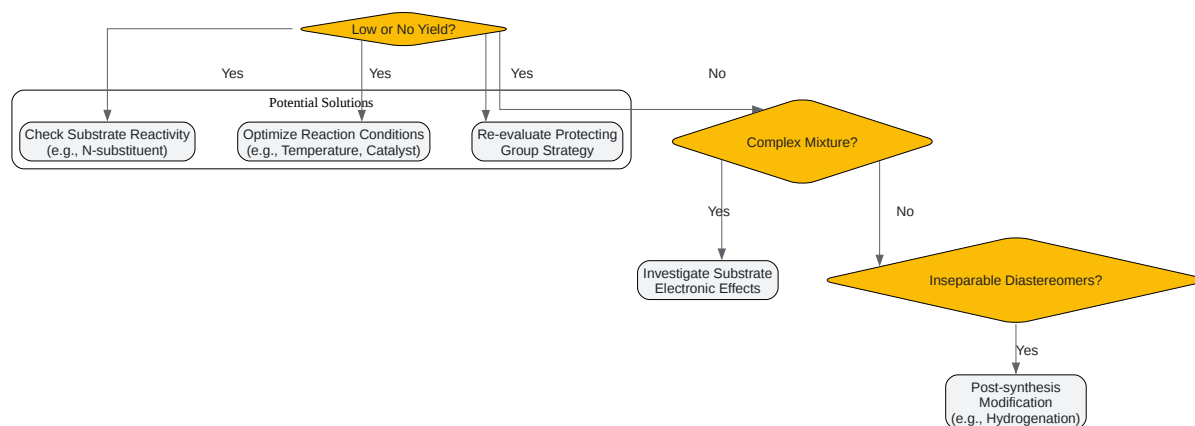 Low or No Yield?
Yes
Yes
Yes
No
Potential Solutions
Check Substrate Reactivity
(e.g., N-substituent)
Optimize Reaction Conditions
(e.g., Temperature, Catalyst)
Re-evaluate Protecting
Group Strategy
Complex Mixture?
Yes
No
Investigate Substrate
Electronic Effects
Inseparable Diastereomers?
Yes
Post-synthesis
Modification
(e.g., Hydrogenation)